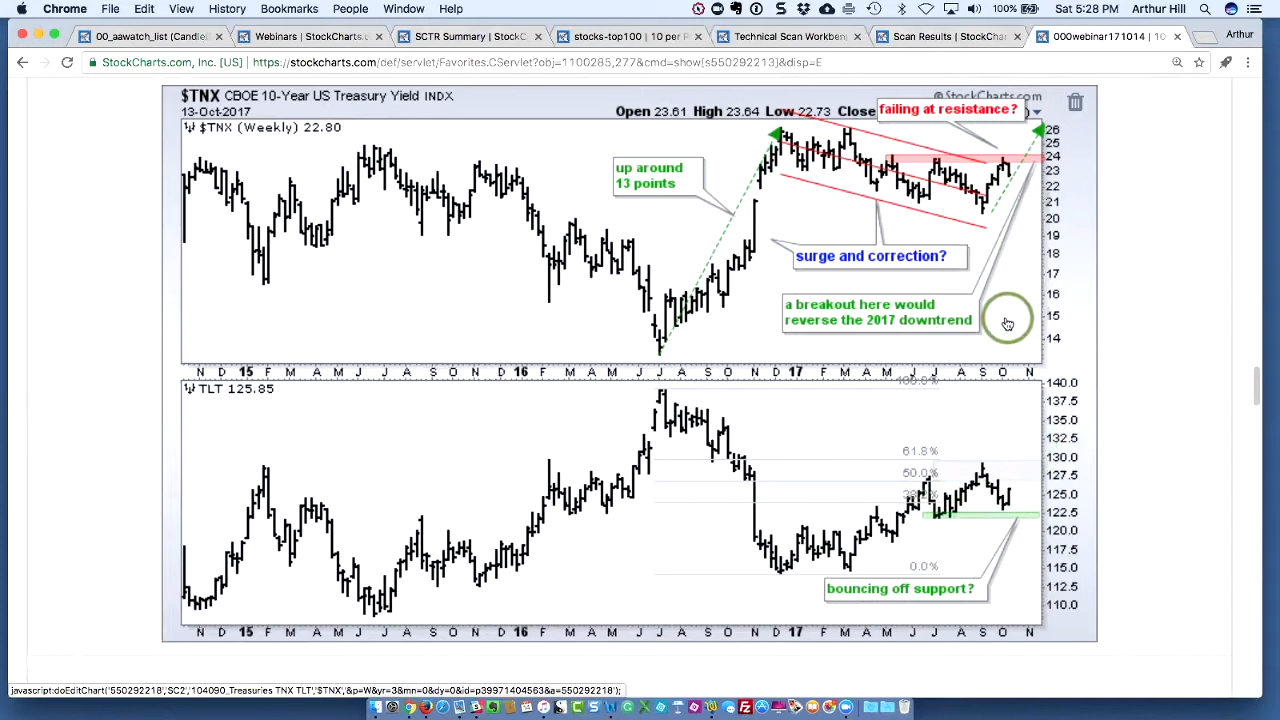 Chrome File Edit View History Bookmarks People Window Help 100% Sat 5:28 PM Arthur Hill
00_aawatch_list (Candle × Webinars | StockCharts. × SCTR Summary | StockC × stocks-top100 | 10 per × Technical Scan Workben × Scan Results | StockChar × 000webinar171014 | 10 × Arthur
StockCharts.com, Inc. [US] https://stockcharts.com/def/servlet/Favorites.CServlet?obj=1100285,277&cmd=show[s550292213]&disp=E
$TNX CBOE 10-Year US Treasury Yield INDX © StockCharts.com
13-Oct-2017 Open 23.61 High 23.64 Low 22.73 Close
failing at resistance?
$TNX (Weekly) 22.80
up around
13 points
surge and correction?
a breakout here would
reverse the 2017 downtrend
26
25
24
23
22
21
20
19
18
17
16
15
14
N D 15 F M A M J J A S O N D 16 F M A M J J A S O N D 17 F M A M J J A S O N
TLT 125.85
100.0%
61.8%
50.0%
0.0%
bouncing off support?
140.0
137.5
135.0
132.5
130.0
127.5
125.0
122.5
120.0
117.5
115.0
112.5
110.0
N D 15 F M A M J J A S O N D 16 F M A M J J A S O N D 17 F M A M J J A S O N
javascript:doEditChart('550292218','SC2','104090_Treasuries TNX TLT','$TNX','&p=W&yr=3&mn=0&dy=0&id=p39971404563&a=550292218');